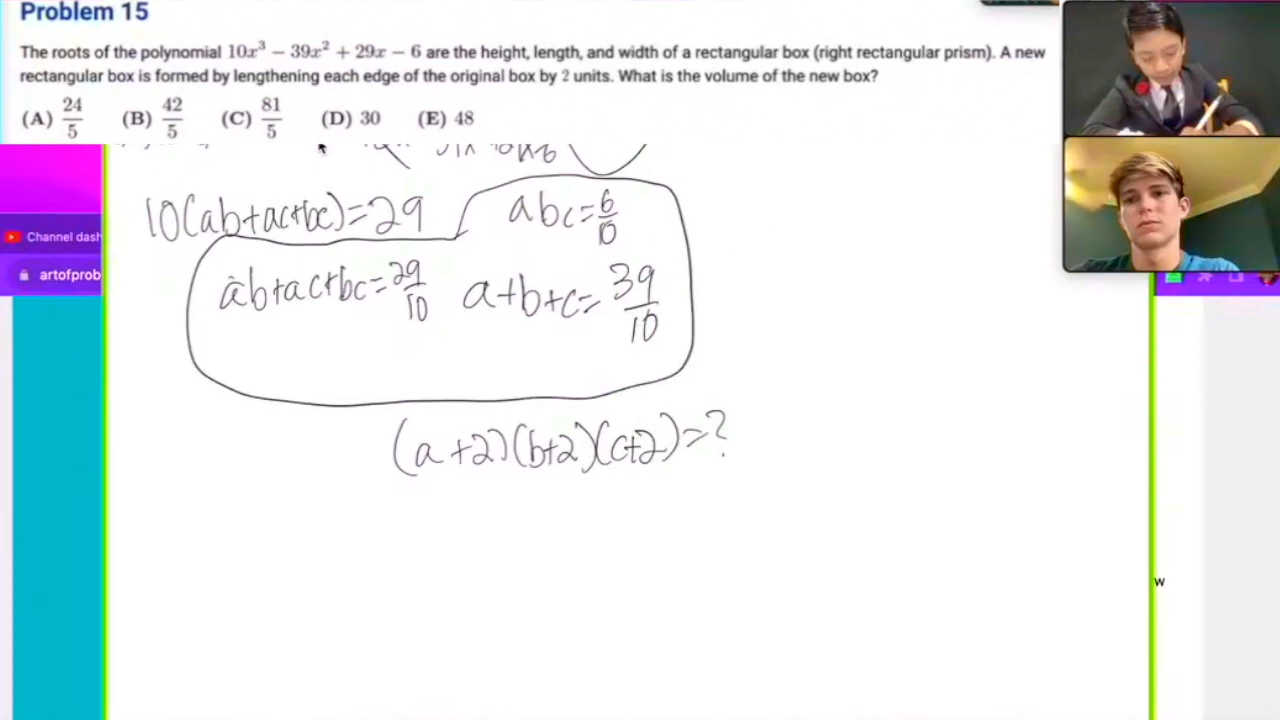 Problem 15
The roots of the polynomial 10x³ − 39x² + 29x − 6 are the height, length, and width of a rectangular box (right rectangular prism). A new
rectangular box is formed by lengthening each edge of the original box by 2 units. What is the volume of the new box?
(A) 24/5 (B) 42/5 (C) 81/5 (D) 30 (E) 48
10(ab+ac+bc)=29 abc=6/10
ab+ac+bc=29/10 a+b+c=39/10
(a+2)(b+2)(c+2)=?
Channel dash
artofprob
w